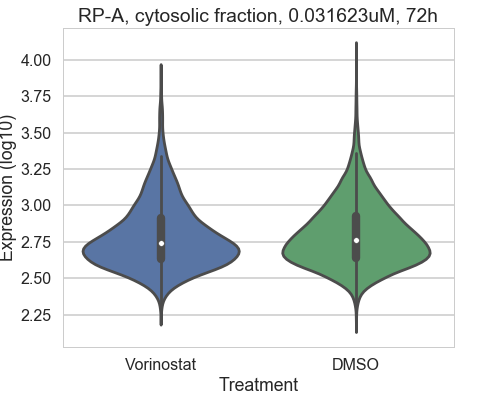 RP-A, cytosolic fraction, 0.031623uM, 72h
Expression (log10)
4.00
3.75
3.50
3.25
3.00
2.75
2.50
2.25
Vorinostat DMSO
Treatment